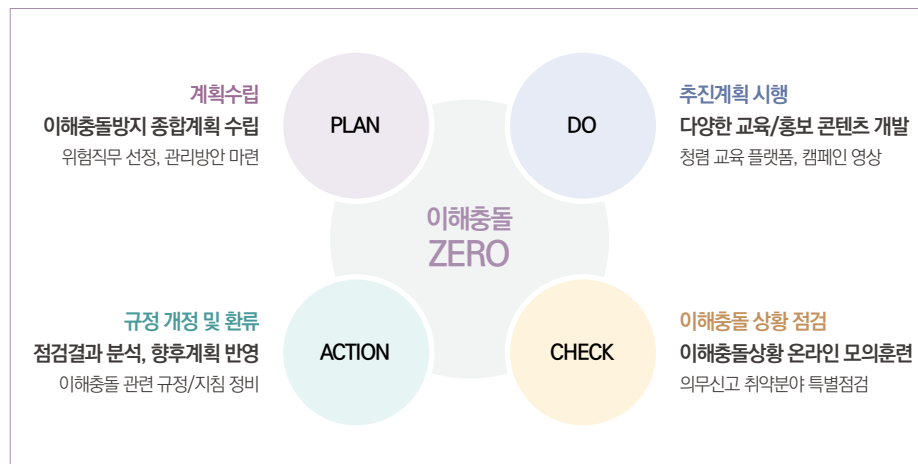 계획수립
이해충돌방지 종합계획 수립
위험직무 선정, 관리방안 마련
PLAN
DO
추진계획 시행
다양한 교육/홍보 콘텐츠 개발
청렴 교육 플랫폼, 캠페인 영상
이해충돌
ZERO
규정 개정 및 환류
점검결과 분석, 향후계획 반영
이해충돌 관련 규정/지침 정비
ACTION
CHECK
이해충돌 상황 점검
이해충돌상황 온라인 모의훈련
의무신고 취약분야 특별점검